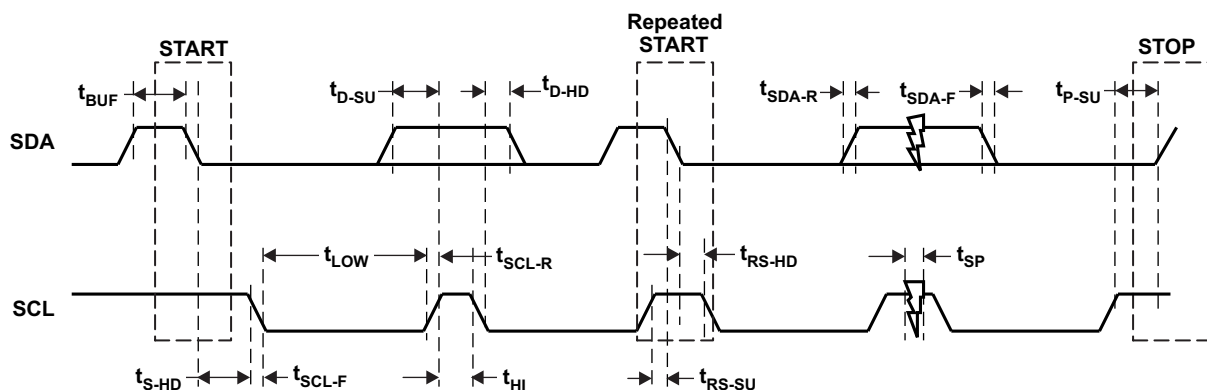 START
Repeated
START
STOP
tBUF
tD-SU
tD-HD
tSDA-R
tSDA-F
tP-SU
SDA
tLOW
tSCL-R
tRS-HD
tSP
SCL
tS-HD
tSCL-F
tHI
tRS-SU